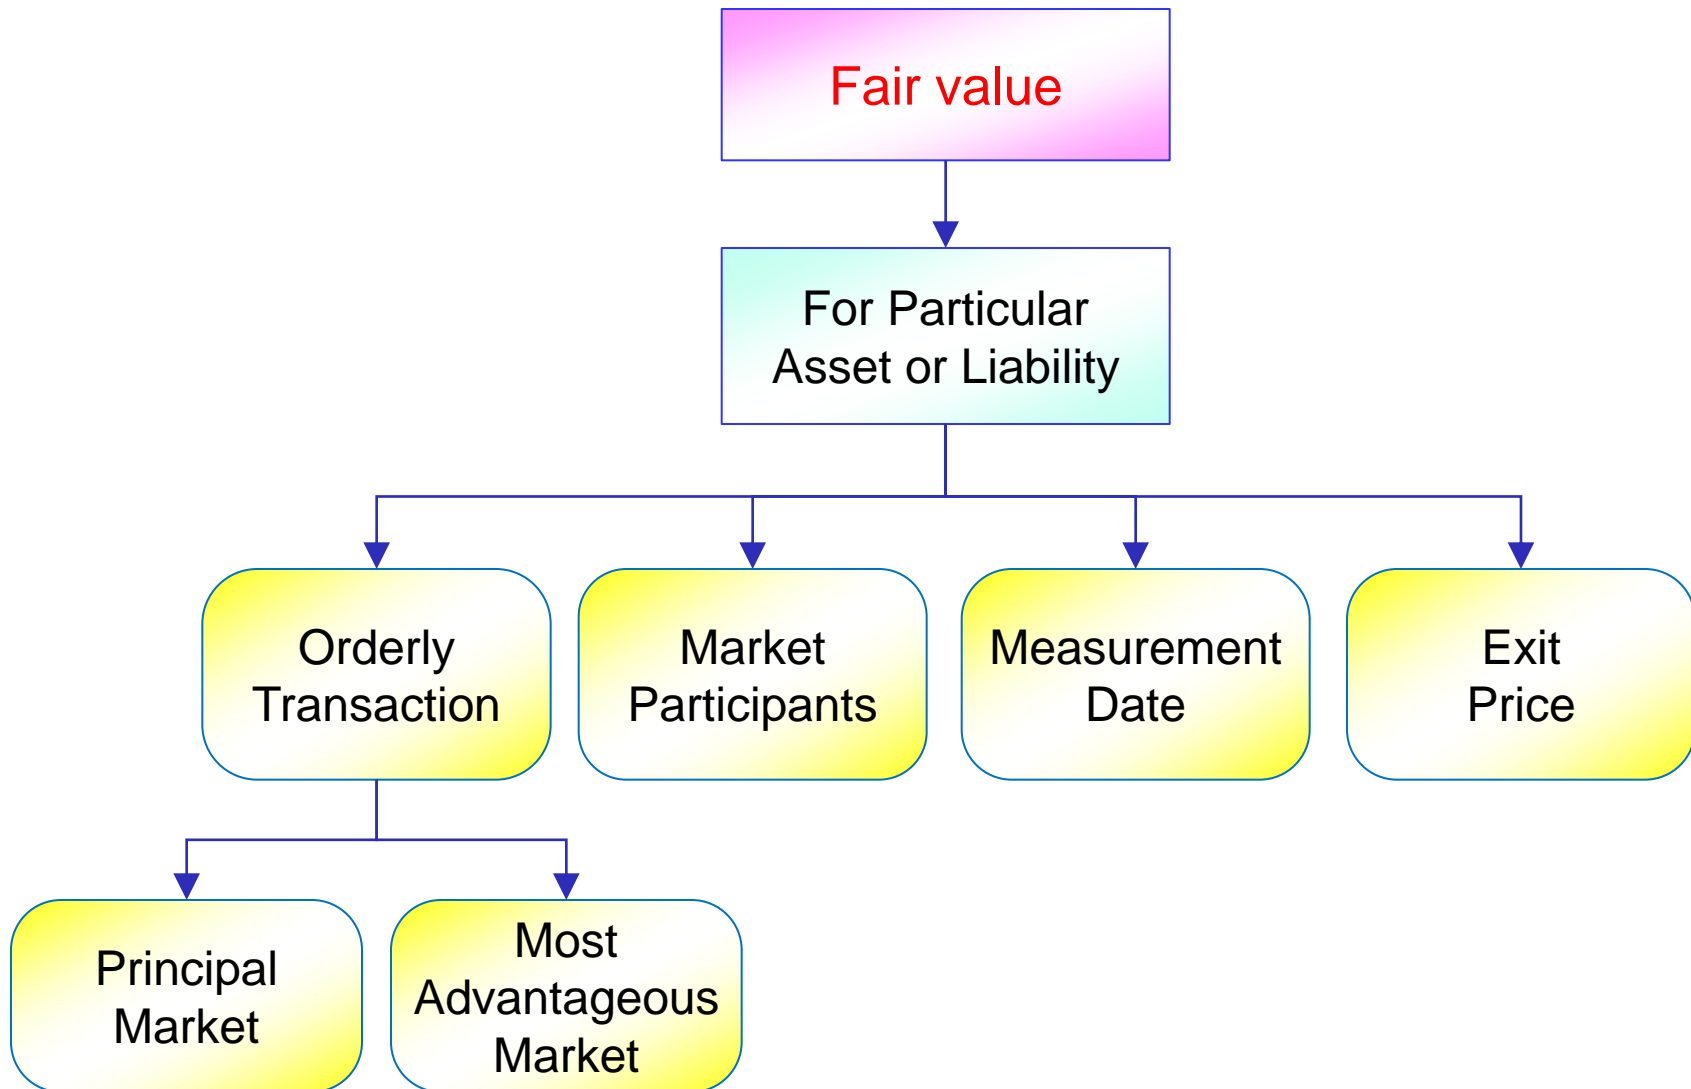 Fair value
For Particular
Asset or Liability
Orderly
Transaction
Market
Participants
Measurement
Date
Exit
Price
Principal
Market
Most
Advantageous
Market